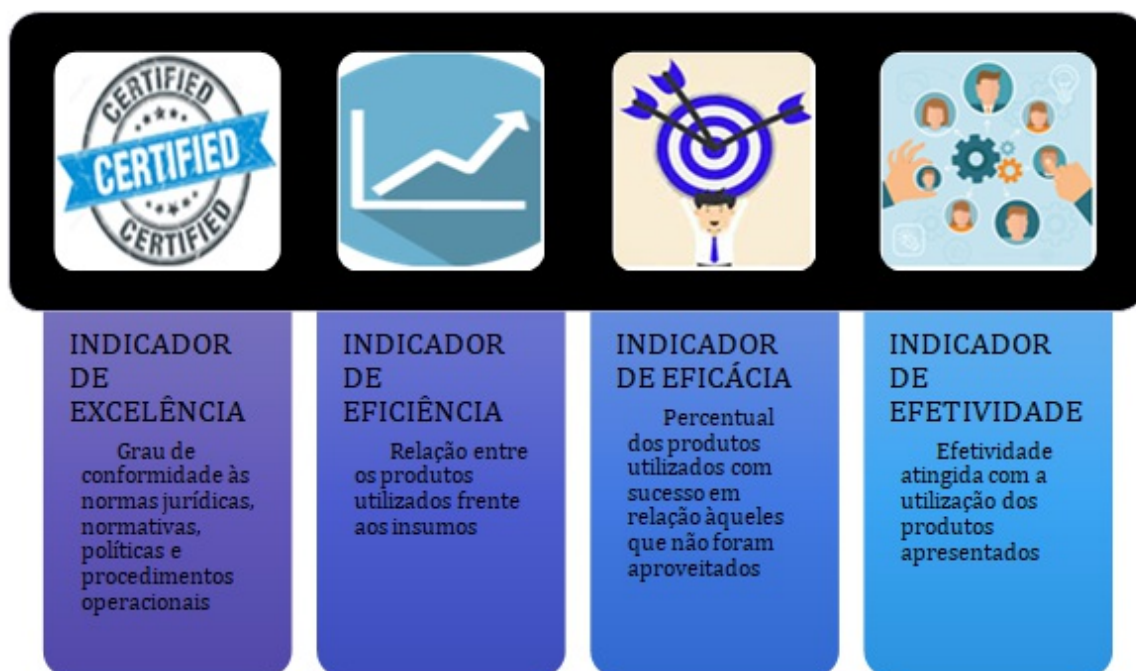 CERTIFIED
CERTIFIED
CERTIFIED
INDICADOR
DE
EXCELÊNCIA
Grau de
conformidade às
normas jurídicas,
normativas,
políticas e
procedimentos
operacionais
INDICADOR
DE
EFICIÊNCIA
Relação entre
os produtos
utilizados frente
aos insumos
INDICADOR
DE EFICÁCIA
Percentual
dos produtos
utilizados com
sucesso em
relação àqueles
que não foram
aproveitados
INDICADOR
DE
EFETIVIDADE
Efetividade
atingida com a
utilização dos
produtos
apresentados